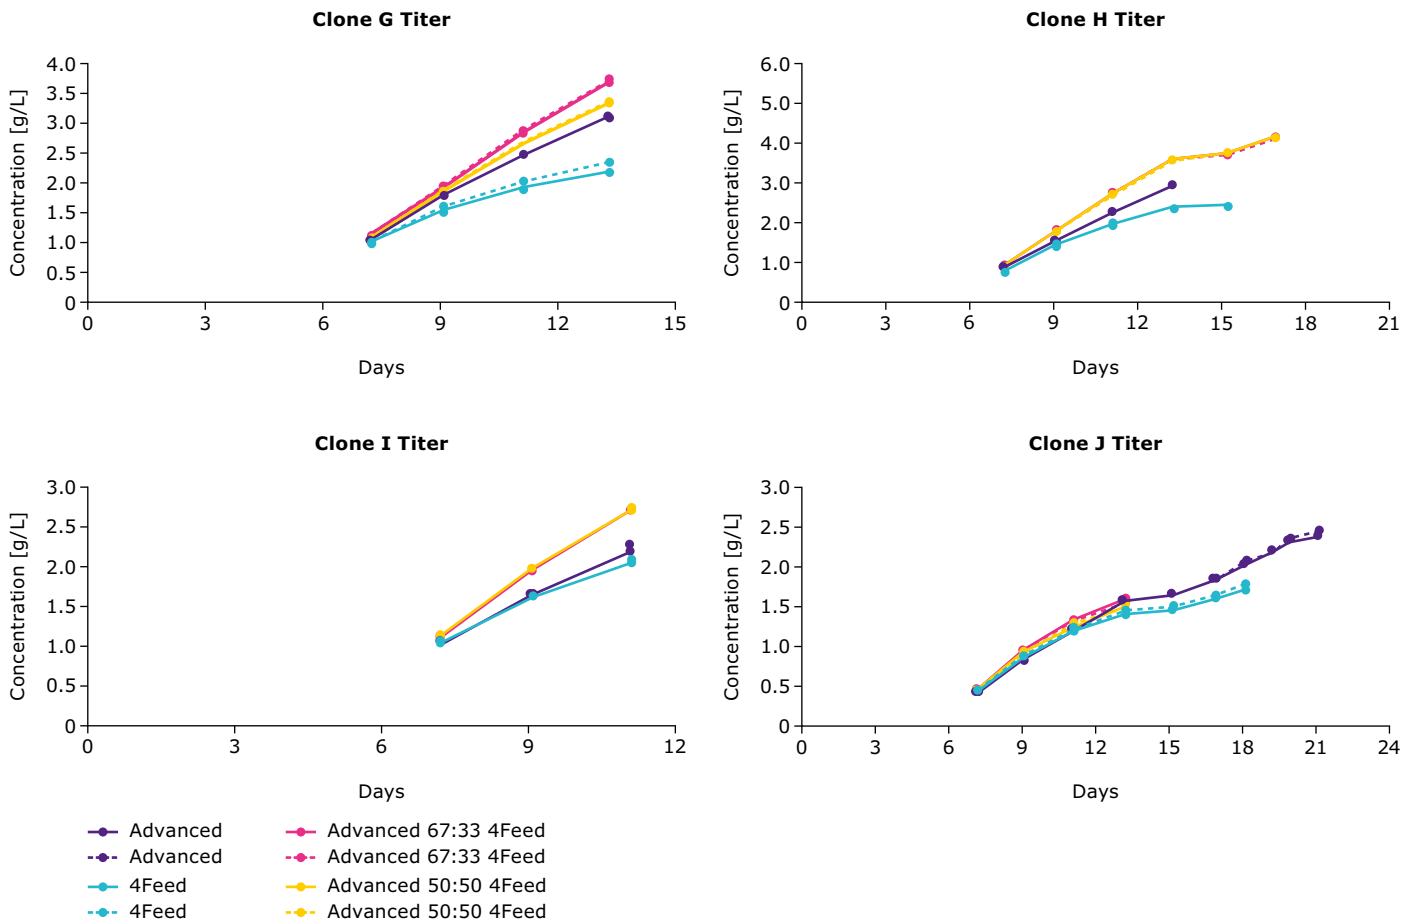 Clone G Titer
Concentration [g/L]
4.0
3.5
3.0
2.5
2.0
1.5
1.0
0.5
0
0 3 6 9 12 15
Days
Clone H Titer
Concentration [g/L]
6.0
5.0
4.0
3.0
2.0
1.0
0
0 3 6 9 12 15 18 21
Days
Clone I Titer
Concentration [g/L]
3.0
2.5
2.0
1.5
1.0
0.5
0
0 3 6 9 12
Days
Clone J Titer
Concentration [g/L]
3.0
2.5
2.0
1.5
1.0
0.5
0
0 3 6 9 12 15 18 21 24
Days
Advanced
Advanced
4Feed
4Feed
Advanced 67:33 4Feed
Advanced 67:33 4Feed
Advanced 50:50 4Feed
Advanced 50:50 4Feed